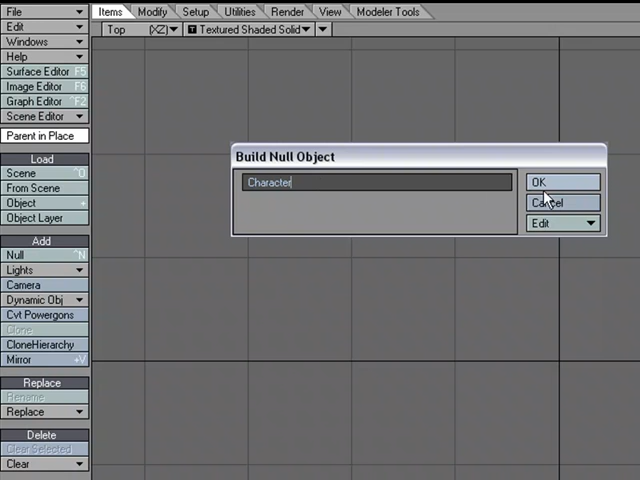 File
Items Modify Setup Utilities Render View Modeler Tools
Edit
Top (XZ) T Textured Shaded Solid
Windows
Help
Surface Editor F5
Image Editor F6
Graph Editor ^F2
Scene Editor
Parent in Place
Build Null Object
Load
Scene ^O
Character
OK
From Scene
Object +
Cancel
Object Layer
Edit
Add
Null ^N
Lights
Camera
Dynamic Obj
Cvt Powergons
Clone
CloneHierarchy
Mirror +V
Replace
Rename
Replace
Delete
Clear Selected
Clear